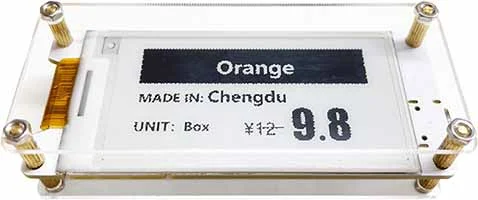 Orange
MADE IN: Chengdu
UNIT: Box ¥12 9.8